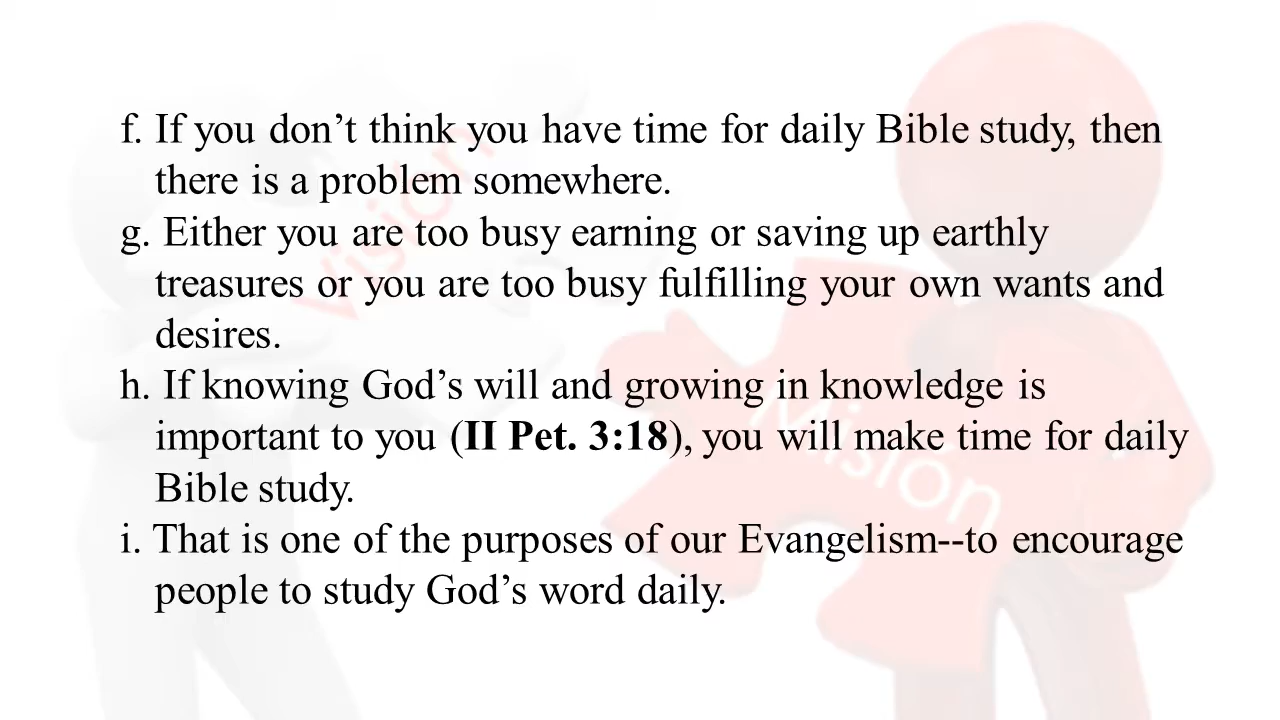 f. If you don’t think you have time for daily Bible study, then
there is a problem somewhere.
g. Either you are too busy earning or saving up earthly
treasures or you are too busy fulfilling your own wants and
desires.
h. If knowing God’s will and growing in knowledge is
important to you (II Pet. 3:18), you will make time for daily
Bible study.
i. That is one of the purposes of our Evangelism--to encourage
people to study God’s word daily.
Vision
Mision